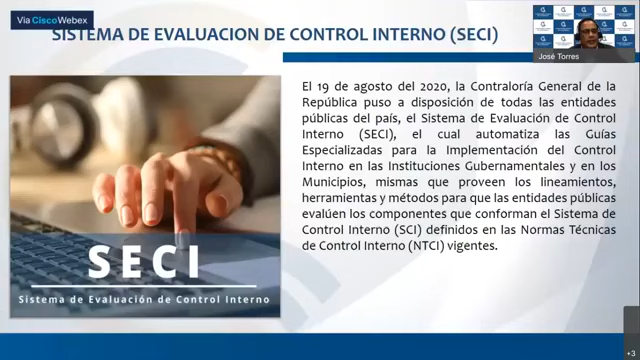 Via CiscoWebex
SISTEMA DE EVALUACION DE CONTROL INTERNO (SECI)
José Torres
El 19 de agosto del 2020, la Contraloría General de la
República puso a disposición de todas las entidades
públicas del país, el Sistema de Evaluación de Control
Interno (SECI), el cual automatiza las Guías
Especializadas para la Implementación del Control
Interno en las Instituciones Gubernamentales y en los
Municipios, mismas que proveen los lineamientos,
herramientas y métodos para que las entidades públicas
evalúen los componentes que conforman el Sistema de
Control Interno (SCI) definidos en las Normas Técnicas
de Control Interno (NTCI) vigentes.
SECI
Sistema de Evaluación de Control Interno
+3